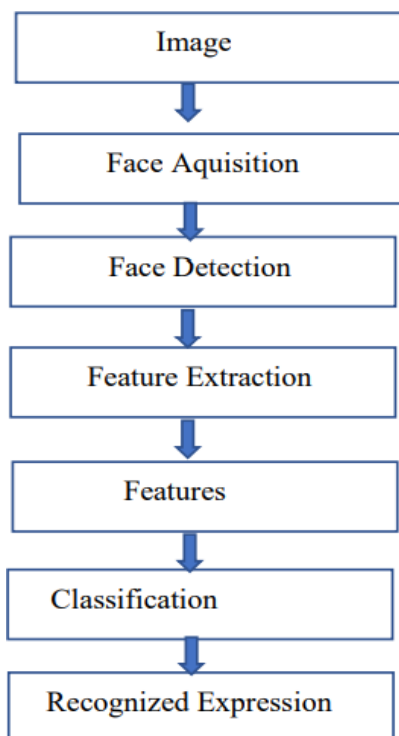 Image
Face Aquisition
Face Detection
Feature Extraction
Features
Classification
Recognized Expression